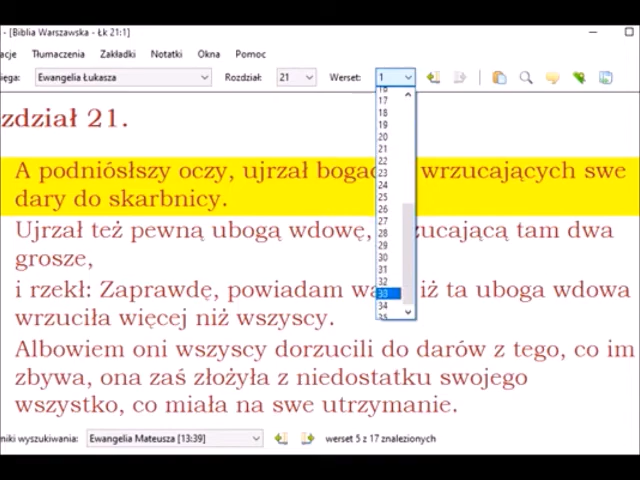 - [Biblia Warszawska - Łk 21:1]
acje Tłumaczenia Zakładki Notatki Okna Pomoc
ięga: Ewangelia Łukasza Rozdział: 21 Werset: 1
16
17
18
19
20
21
22
23
24
25
26
27
28
29
30
31
32
33
34
35
zdział 21.
A podniósłszy oczy, ujrzał wrzucających swe
dary do skarbnicy.
Ujrzał też pewną ubogą wdowę, tam dwa
grosze,
i rzekł: Zaprawdę, powiadam iż ta uboga wdowa
wrzuciła więcej niż wszyscy.
Albowiem oni wszyscy dorzucili do darów z tego, co im
zbywa, ona zaś złożyła z niedostatku swojego
wszystko, co miała na swe utrzymanie.
niki wyszukiwania: Ewangelia Mateusza [13:39] werset 5 z 17 znalezionych